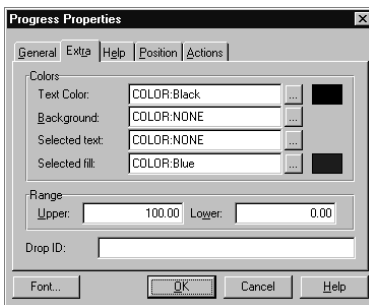 Progress Properties
General Extra Help Position Actions
Colors
Text Color: COLOR:Black ...
Background: COLOR:NONE ...
Selected text: COLOR:NONE ...
Selected fill: COLOR:Blue ...
Range
Upper: 100.00 Lower: 0.00
Drop ID:
Font... OK Cancel Help